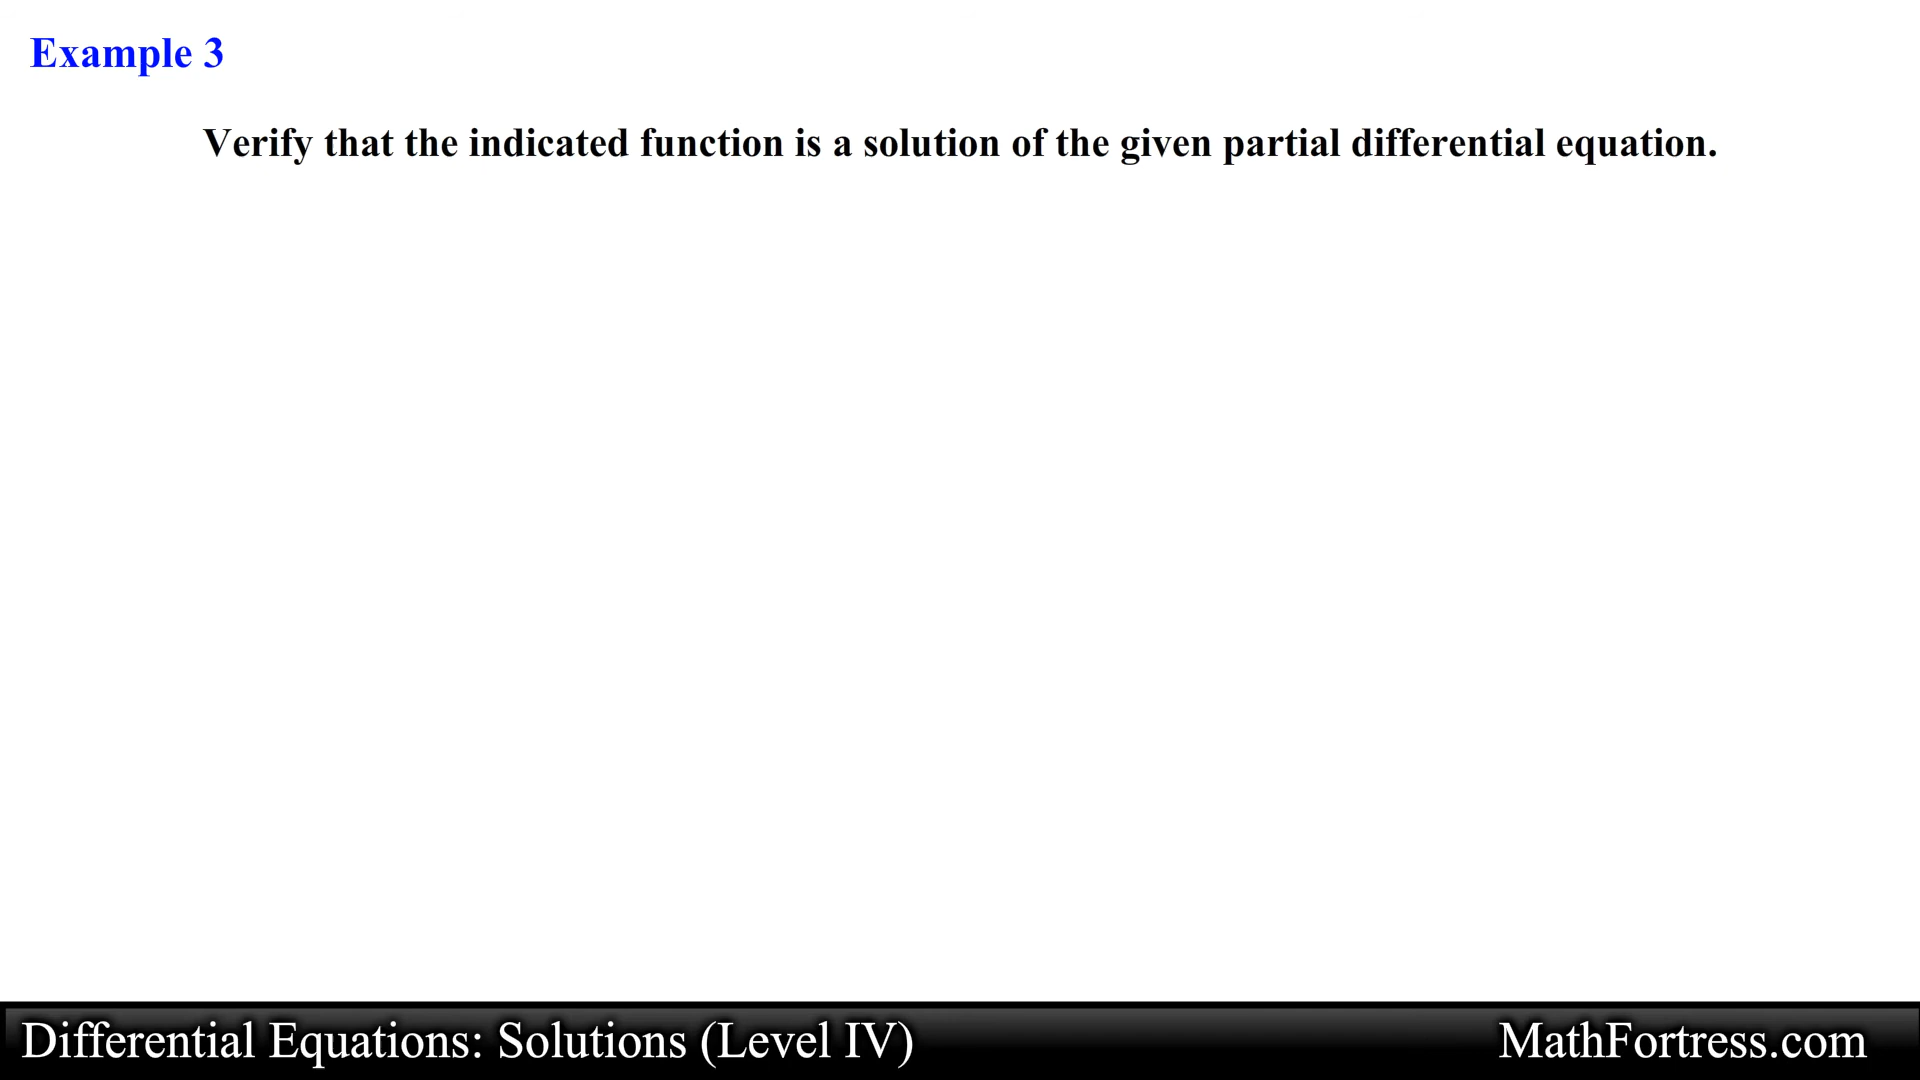 Example 3
Verify that the indicated function is a solution of the given partial differential equation.
Differential Equations: Solutions (Level IV)
MathFortress.com